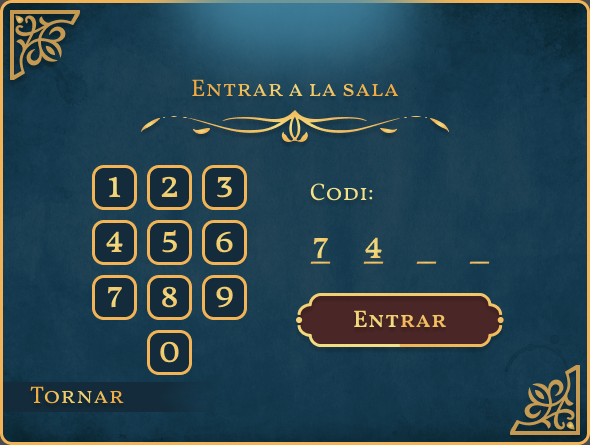 Entrar a la sala
1 2 3
4 5 6
7 8 9
0
Codi:
7 4 _ _
Entrar
Tornar